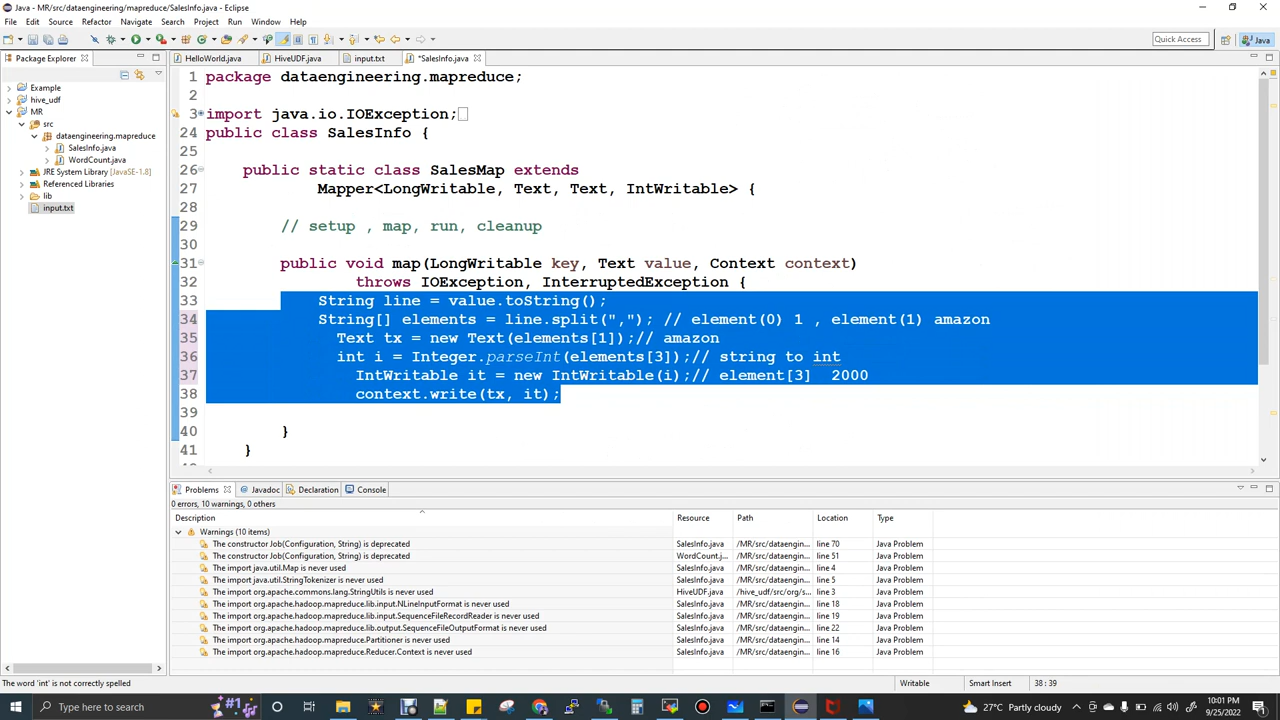 Java - MR/src/dataengineering/mapreduce/SalesInfo.java - Eclipse
File Edit Source Refactor Navigate Search Project Run Window Help
Quick Access Java
Package Explorer
HelloWorld.java HiveUDF.java input.txt *SalesInfo.java
Example
hive_udf
MR
src
dataengineering.mapreduce
SalesInfo.java
WordCount.java
JRE System Library [JavaSE-1.8]
Referenced Libraries
lib
input.txt
1 package dataengineering.mapreduce;
2
3 import java.io.IOException;
24 public class SalesInfo {
25
26 public static class SalesMap extends
27 Mapper<LongWritable, Text, Text, IntWritable> {
28
29 // setup , map, run, cleanup
30
31 public void map(LongWritable key, Text value, Context context)
32 throws IOException, InterruptedException {
33 String line = value.toString();
34 String[] elements = line.split(","); // element(0) 1 , element(1) amazon
35 Text tx = new Text(elements[1]);// amazon
36 int i = Integer.parseInt(elements[3]);// string to int
37 IntWritable it = new IntWritable(i);// element[3] 2000
38 context.write(tx, it);
39
40 }
41 }
Problems Javadoc Declaration Console
0 errors, 10 warnings, 0 others
Description Resource Path Location Type
Warnings (10 items)
The constructor Job(Configuration, String) is deprecated SalesInfo.java /MR/src/dataengin... line 70 Java Problem
The constructor Job(Configuration, String) is deprecated WordCount.j... /MR/src/dataengin... line 51 Java Problem
The import java.util.Map is never used SalesInfo.java /MR/src/dataengin... line 4 Java Problem
The import java.util.StringTokenizer is never used SalesInfo.java /MR/src/dataengin... line 5 Java Problem
The import org.apache.commons.lang.StringUtils is never used HiveUDF.java /hive_udf/src/org/s... line 3 Java Problem
The import org.apache.hadoop.mapreduce.lib.input.NLineInputFormat is never used SalesInfo.java /MR/src/dataengin... line 18 Java Problem
The import org.apache.hadoop.mapreduce.lib.input.SequenceFileRecordReader is never used SalesInfo.java /MR/src/dataengin... line 19 Java Problem
The import org.apache.hadoop.mapreduce.lib.output.SequenceFileOutputFormat is never used SalesInfo.java /MR/src/dataengin... line 22 Java Problem
The import org.apache.hadoop.mapreduce.Partitioner is never used SalesInfo.java /MR/src/dataengin... line 14 Java Problem
The import org.apache.hadoop.mapreduce.Reducer.Context is never used SalesInfo.java /MR/src/dataengin... line 16 Java Problem
The word 'int' is not correctly spelled Writable Smart Insert 38 : 39
Type here to search #1 27°C Partly cloudy 10:01 PM
9/25/2022